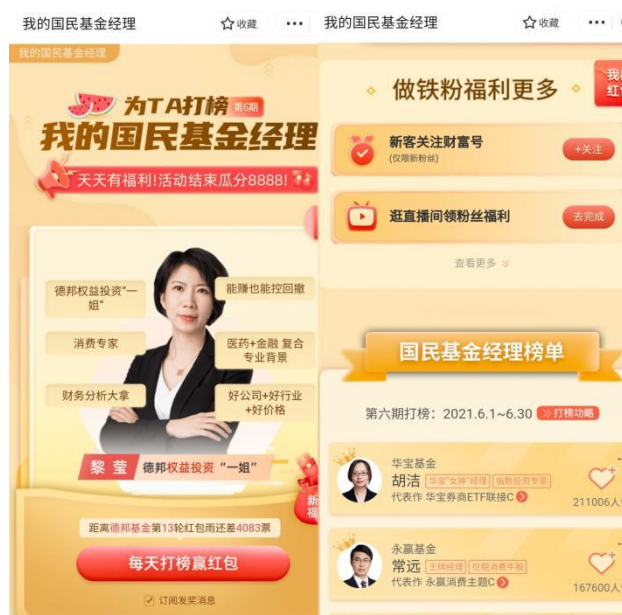 我的国民基金经理
收藏
我的国民基金经理
为TA打榜 第6期
我的国民基金经理
天天有福利!活动结束瓜分8888!
德邦权益投资“一
姐”
能赚也能控回撤
消费专家
医药+金融 复合
专业背景
财务分析大拿
好公司+好行业
+好价格
黎莹 德邦权益投资 “一姐”
新
福
距离德邦基金第13轮红包雨还差4083票
每天打榜赢红包
订阅发奖消息
我的国民基金经理
收藏
做铁粉福利更多
我
红
新客关注财富号
(仅限新粉丝)
+关注
逛直播间领粉丝福利
去完成
查看更多
国民基金经理榜单
第六期打榜：2021.6.1~6.30 打榜功略
华宝基金
胡洁 华宝“女神”经理 指数投资专家
代表作 华宝券商ETF联接C
211006人
永赢基金
常远 王牌经理 挖掘消费牛股
代表作 永赢消费主题C
167600人